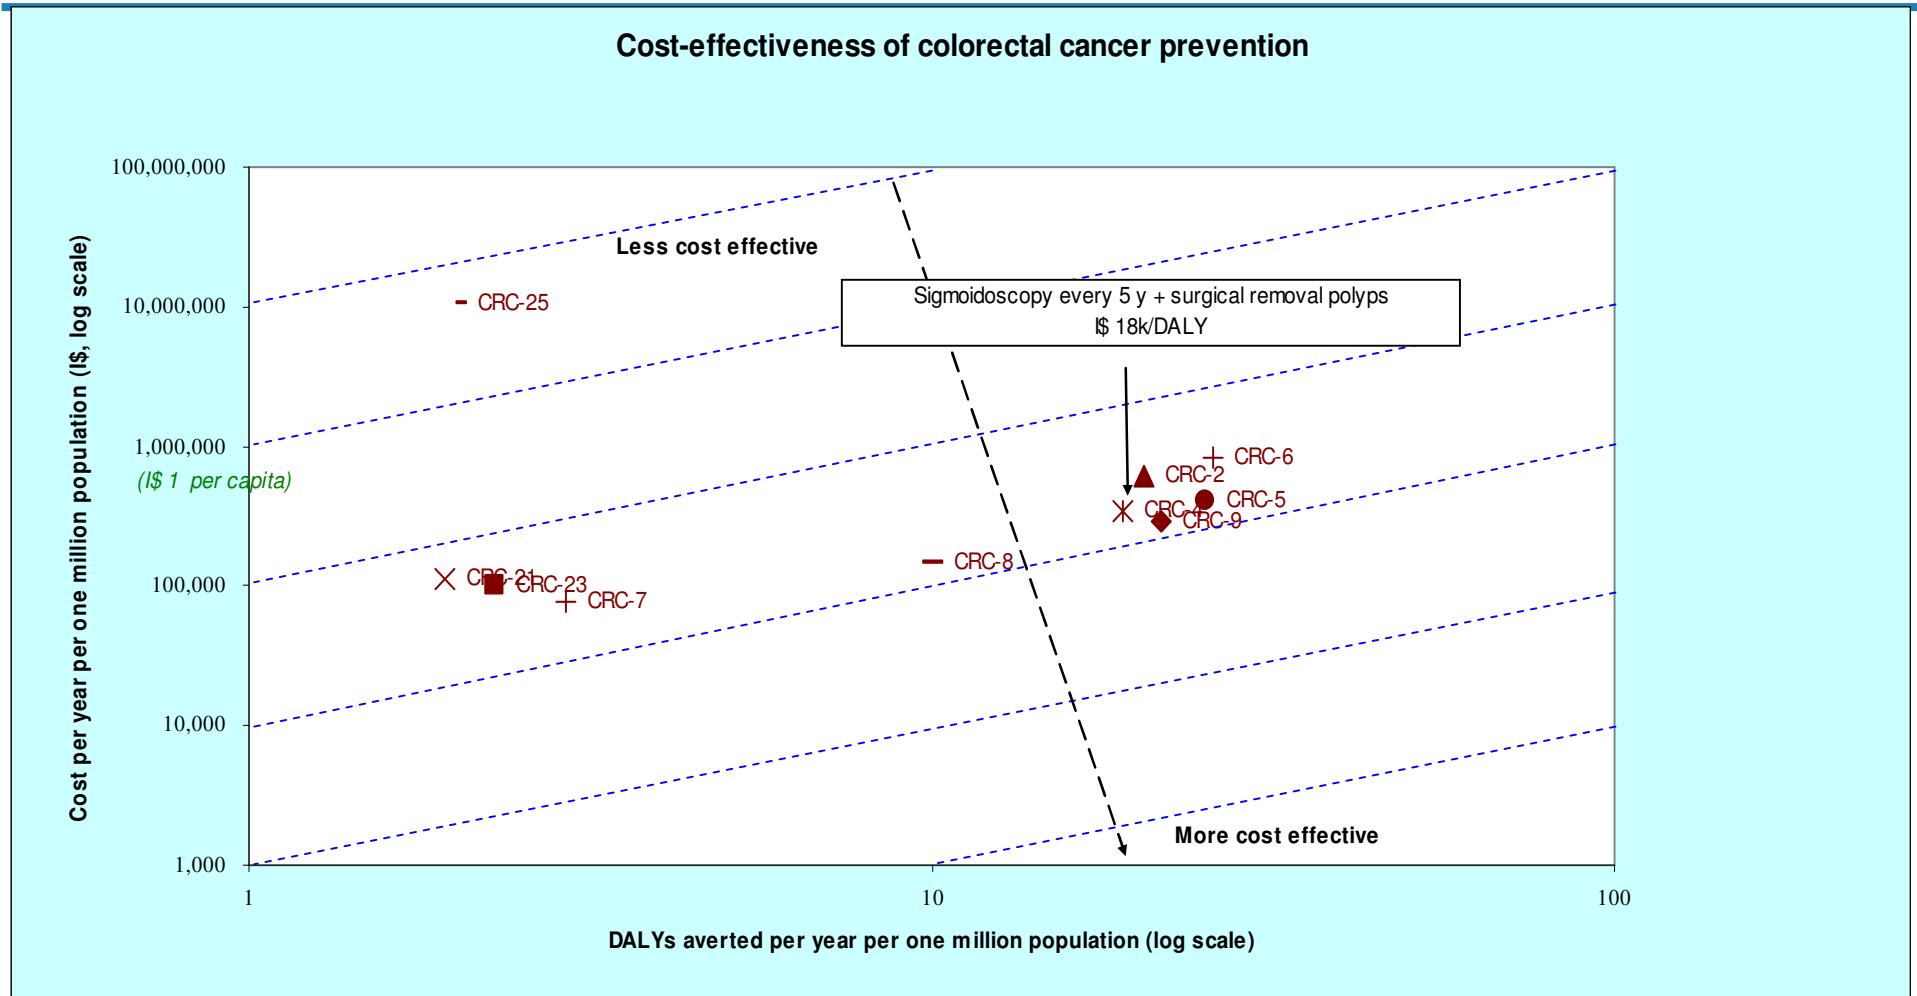 Cost-effectiveness of colorectal cancer prevention
100,000,000
10,000,000
1,000,000
100,000
10,000
1,000
Cost per year per one million population (I$, log scale)
(I$ 1 per capita)
Less cost effective
Sigmoidoscopy every 5 y + surgical removal polyps
I$ 18k/DALY
CRC-25
CRC-6
CRC-2
CRC-5
CRC-4
CRC-9
CRC-8
CRC-21
CRC-23
CRC-7
More cost effective
1
10
100
DALYs averted per year per one million population (log scale)